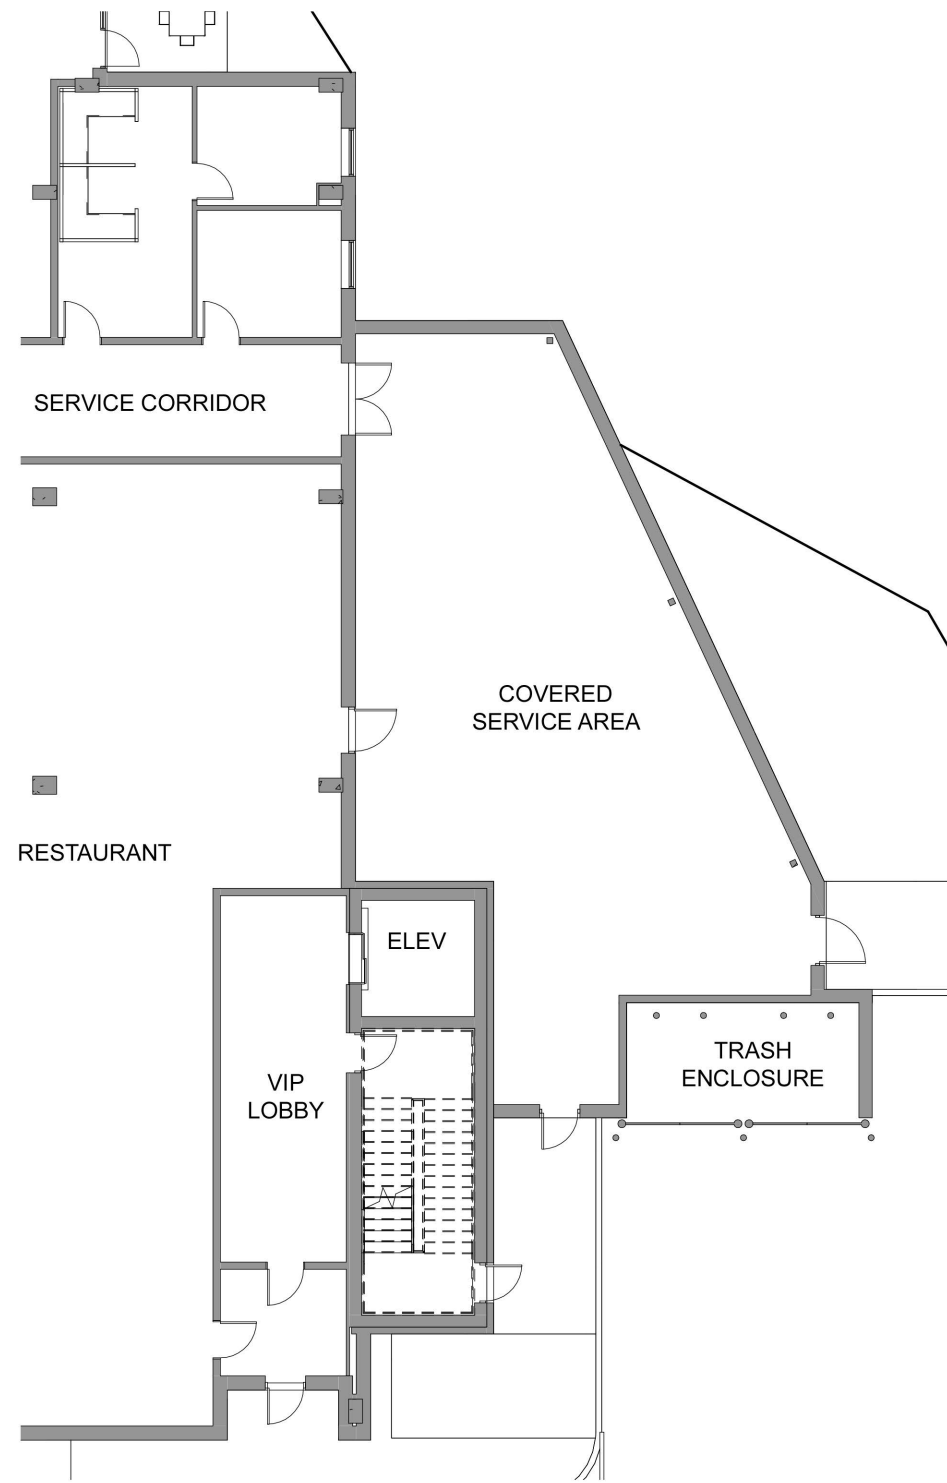 SERVICE CORRIDOR
COVERED
SERVICE AREA
RESTAURANT
ELEV
VIP
LOBBY
TRASH
ENCLOSURE